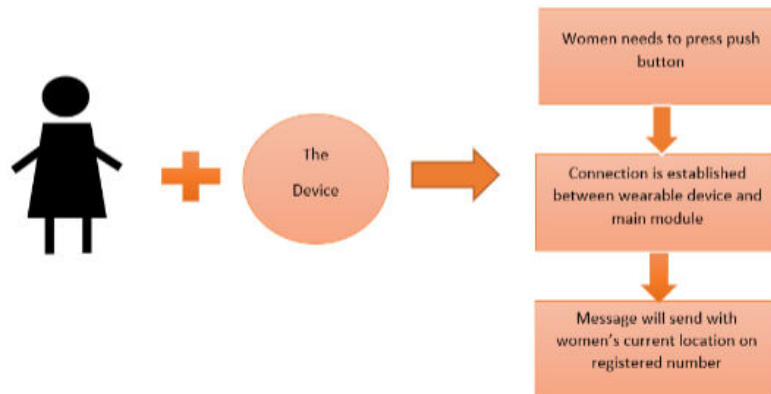 The
Device
Women needs to press push
button
Connection is established
between wearable device and
main module
Message will send with
women's current location on
registered number